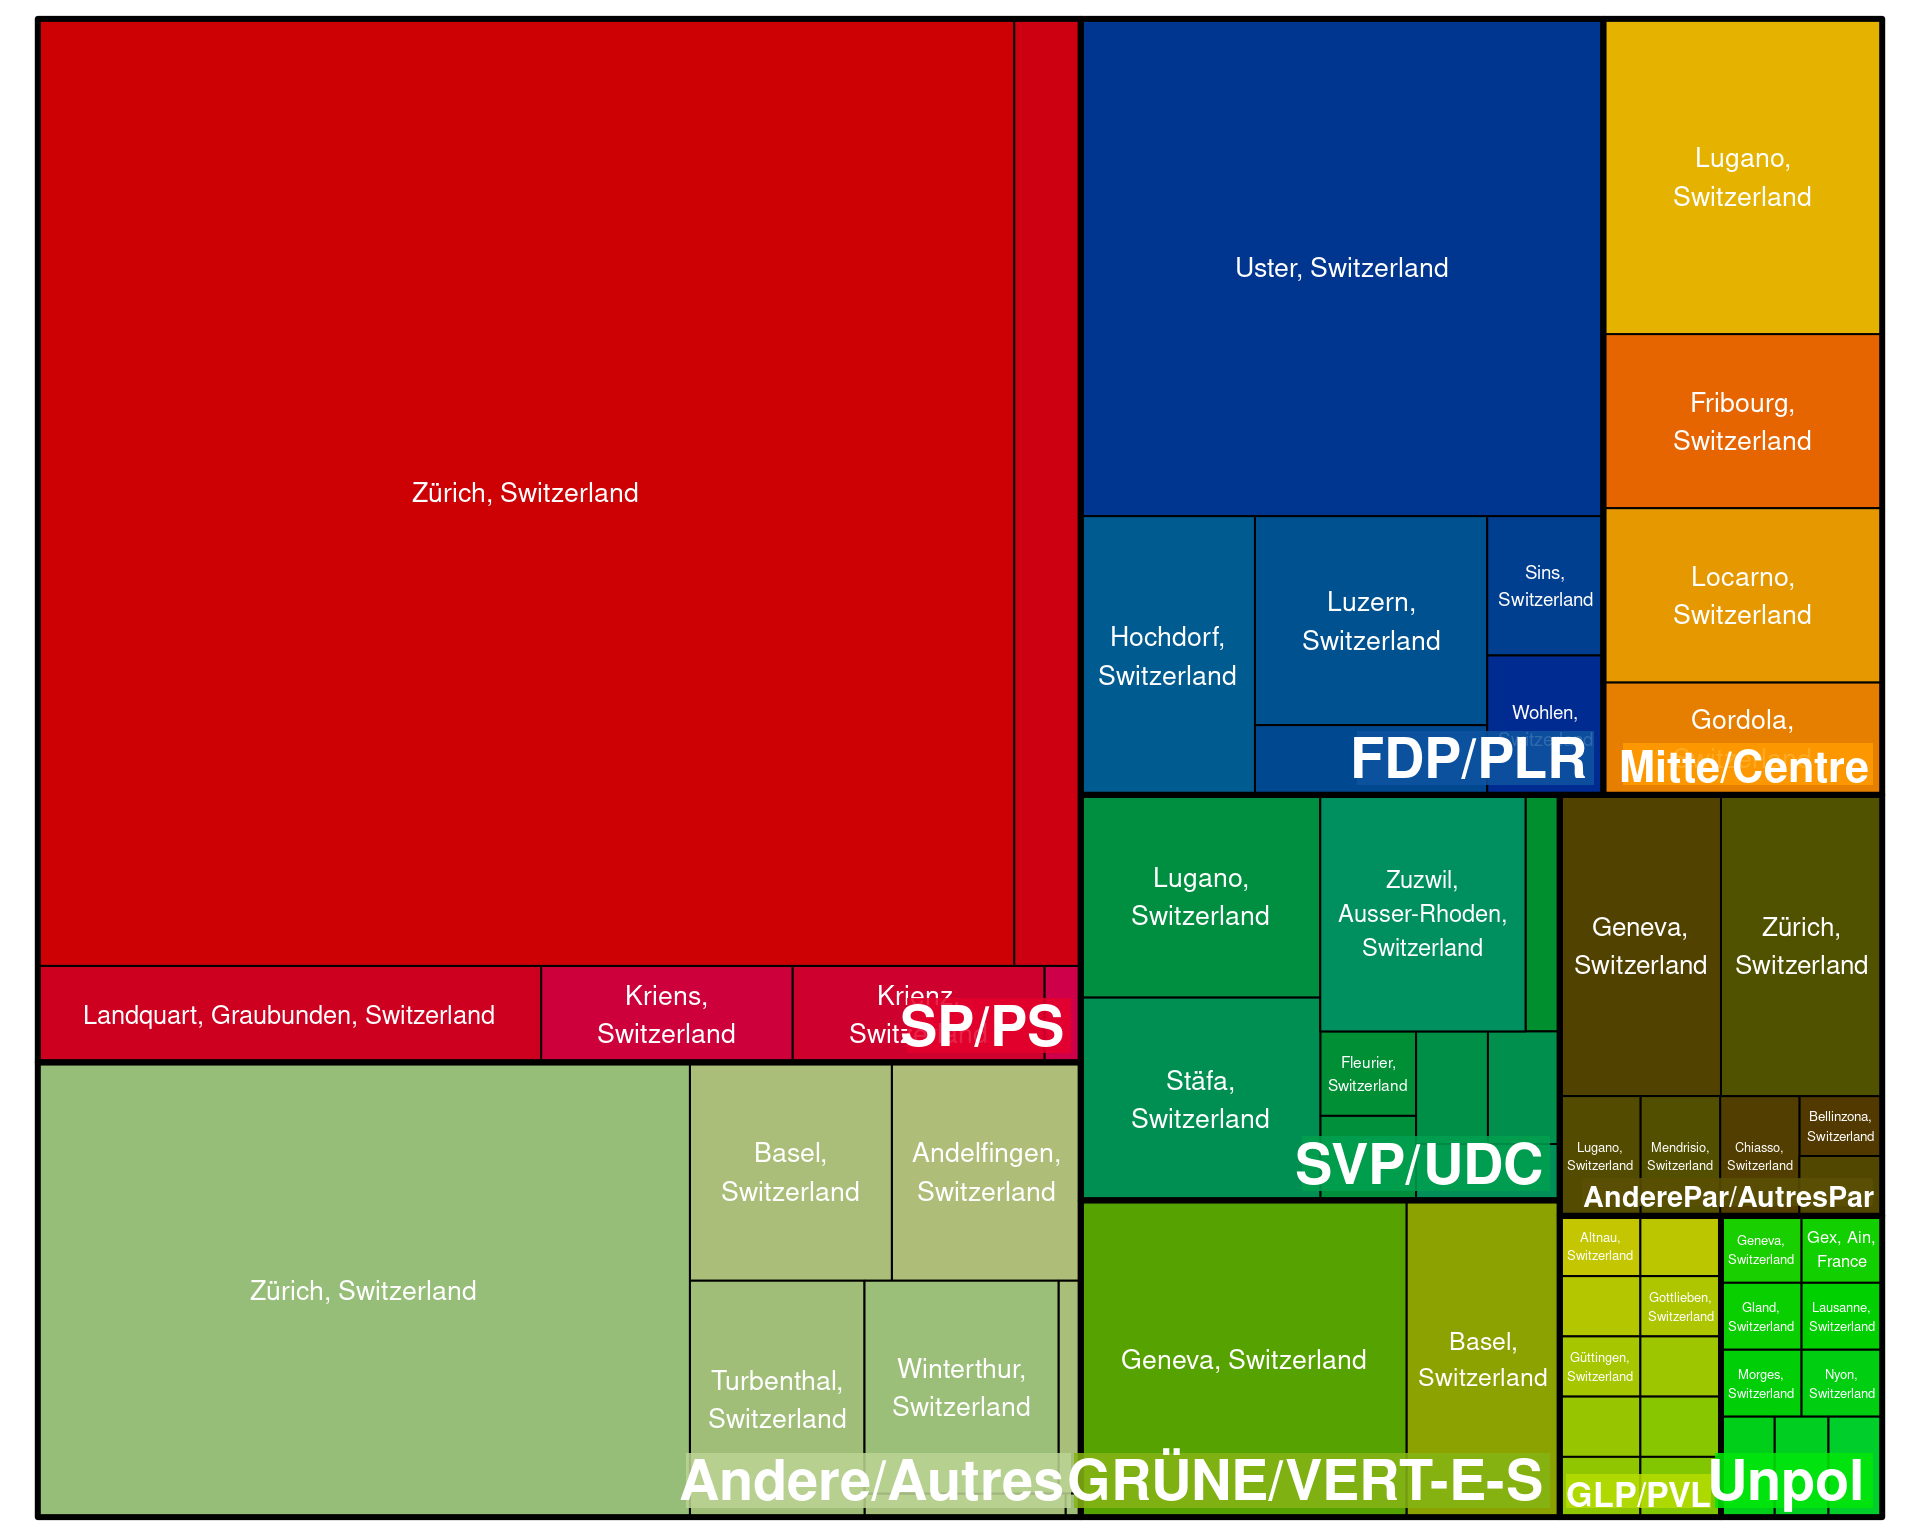 Zürich, Switzerland
Landquart, Graubunden, Switzerland
Kriens,
Switzerland
Krienz,
Switzerland
SP/PS
Zürich, Switzerland
Basel,
Switzerland
Andelfingen,
Switzerland
Turbenthal,
Switzerland
Winterthur,
Switzerland
Andere/Autres
Uster, Switzerland
Hochdorf,
Switzerland
Luzern,
Switzerland
Sins,
Switzerland
Wohlen,
Switzerland
FDP/PLR
Lugano,
Switzerland
Fribourg,
Switzerland
Locarno,
Switzerland
Gordola,
Switzerland
Mitte/Centre
Lugano,
Switzerland
Zuzwil,
Ausser-Rhoden,
Switzerland
Stäfa,
Switzerland
Fleurier,
Switzerland
SVP/UDC
Geneva,
Switzerland
Zürich,
Switzerland
Lugano,
Switzerland
Mendrisio,
Switzerland
Chiasso,
Switzerland
Bellinzona,
Switzerland
AnderePar/AutresPar
Geneva, Switzerland
Basel,
Switzerland
GRÜNE/VERT-E-S
Altnau,
Switzerland
Gottlieben,
Switzerland
Güttingen,
Switzerland
GLP/PVL
Geneva,
Switzerland
Gex, Ain,
France
Gland,
Switzerland
Lausanne,
Switzerland
Morges,
Switzerland
Nyon,
Switzerland
Unpol